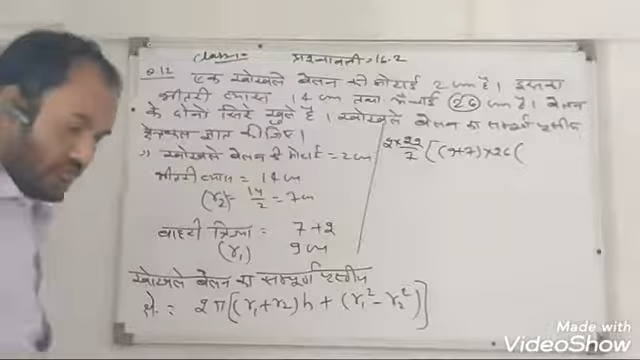 Class:- प्रश्नावली = 16.2
Q.12 एक खोखले बेलन की मोटाई 2 cm है। इसका
भीतरी व्यास 14 cm तथा ऊँचाई 26 cm है। बेलन
के दोनों सिरे खुले हैं। खोखले बेलन का सम्पूर्ण पृष्ठीय
क्षेत्रफल ज्ञात कीजिए।
खोखले बेलन की मोटाई = 2 cm
भीतरी व्यास = 14 cm
(r₂) = 14/2 = 7 cm
बाहरी त्रिज्या = 7+2
(r₁) 9 cm
खोखले बेलन का सम्पूर्ण पृष्ठीय
क्षे. = 2π[(r₁+r₂)h + (r₁²-r₂²)]
2×22/7 [(9+7)×26(
Made with
VideoShow